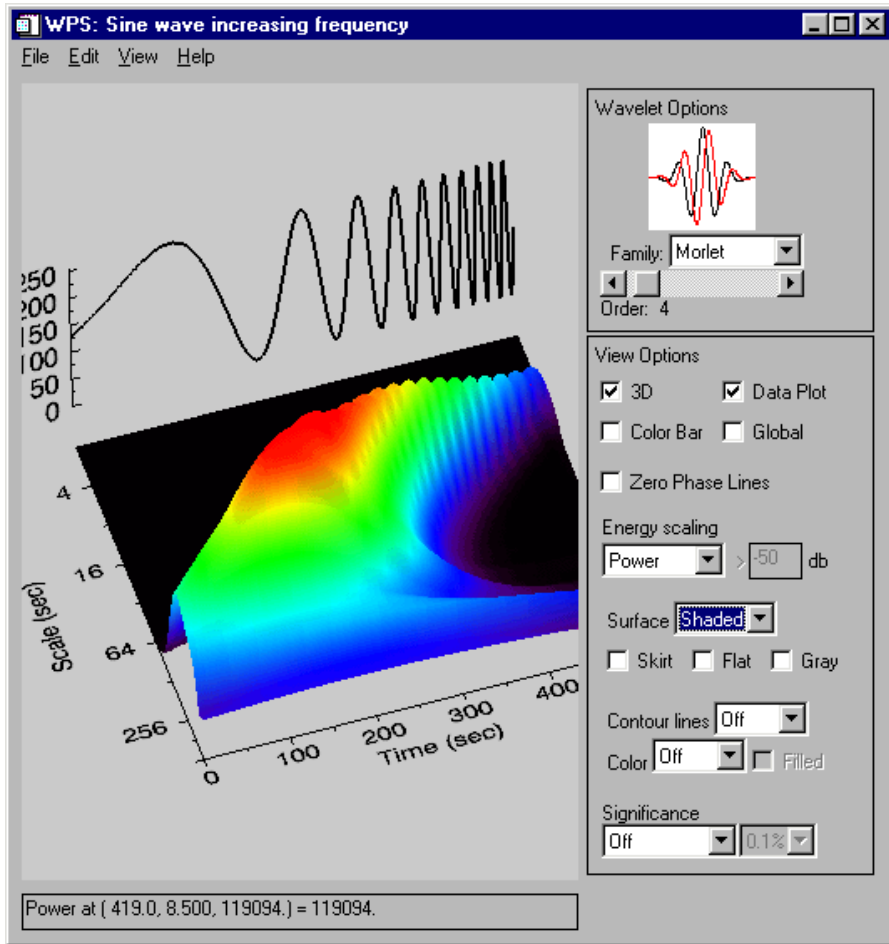 WPS: Sine wave increasing frequency
File Edit View Help
250
200
150
100
50
0
4
16
64
256
Scale (sec)
0 100 200 300 400
Time (sec)
Wavelet Options
Family: Morlet
Order: 4
View Options
3D Data Plot
Color Bar Global
Zero Phase Lines
Energy scaling
Power > -50 db
Surface Shaded
Skirt Flat Gray
Contour lines Off
Color Off Filled
Significance
Off 0.1%
Power at ( 419.0, 8.500, 119094.) = 119094.